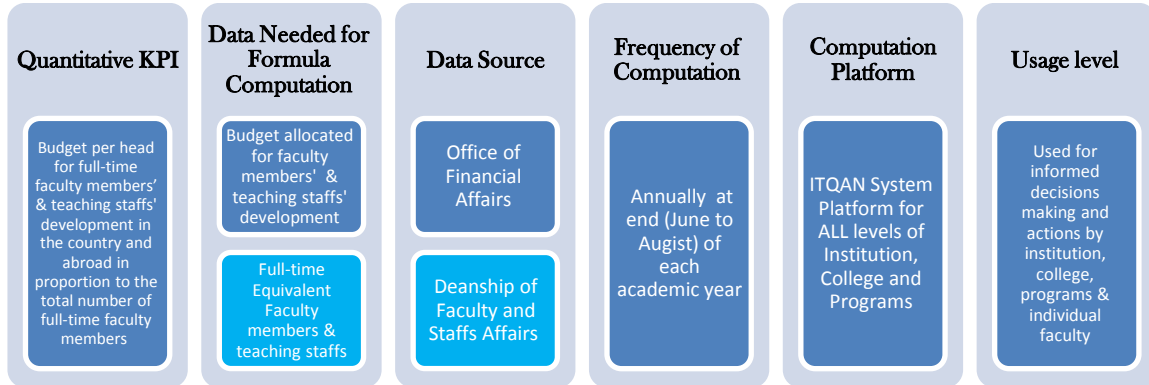 Quantitative KPI
Budget per head
for full-time
faculty members’
& teaching staffs'
development in
the country and
abroad in
proportion to the
total number of
full-time faculty
members
Data Needed for
Formula
Computation
Budget allocated
for faculty
members' &
teaching staffs'
development
Full-time
Equivalent
Faculty
members &
teaching staffs
Data Source
Office of
Financial
Affairs
Deanship of
Faculty and
Staffs Affairs
Frequency of
Computation
Annually at
end (June to
Augist) of
each
academic year
Computation
Platform
ITQAN System
Platform for
ALL levels of
Institution,
College and
Programs
Usage level
Used for
informed
decisions
making and
actions by
institution,
college,
programs &
individual
faculty